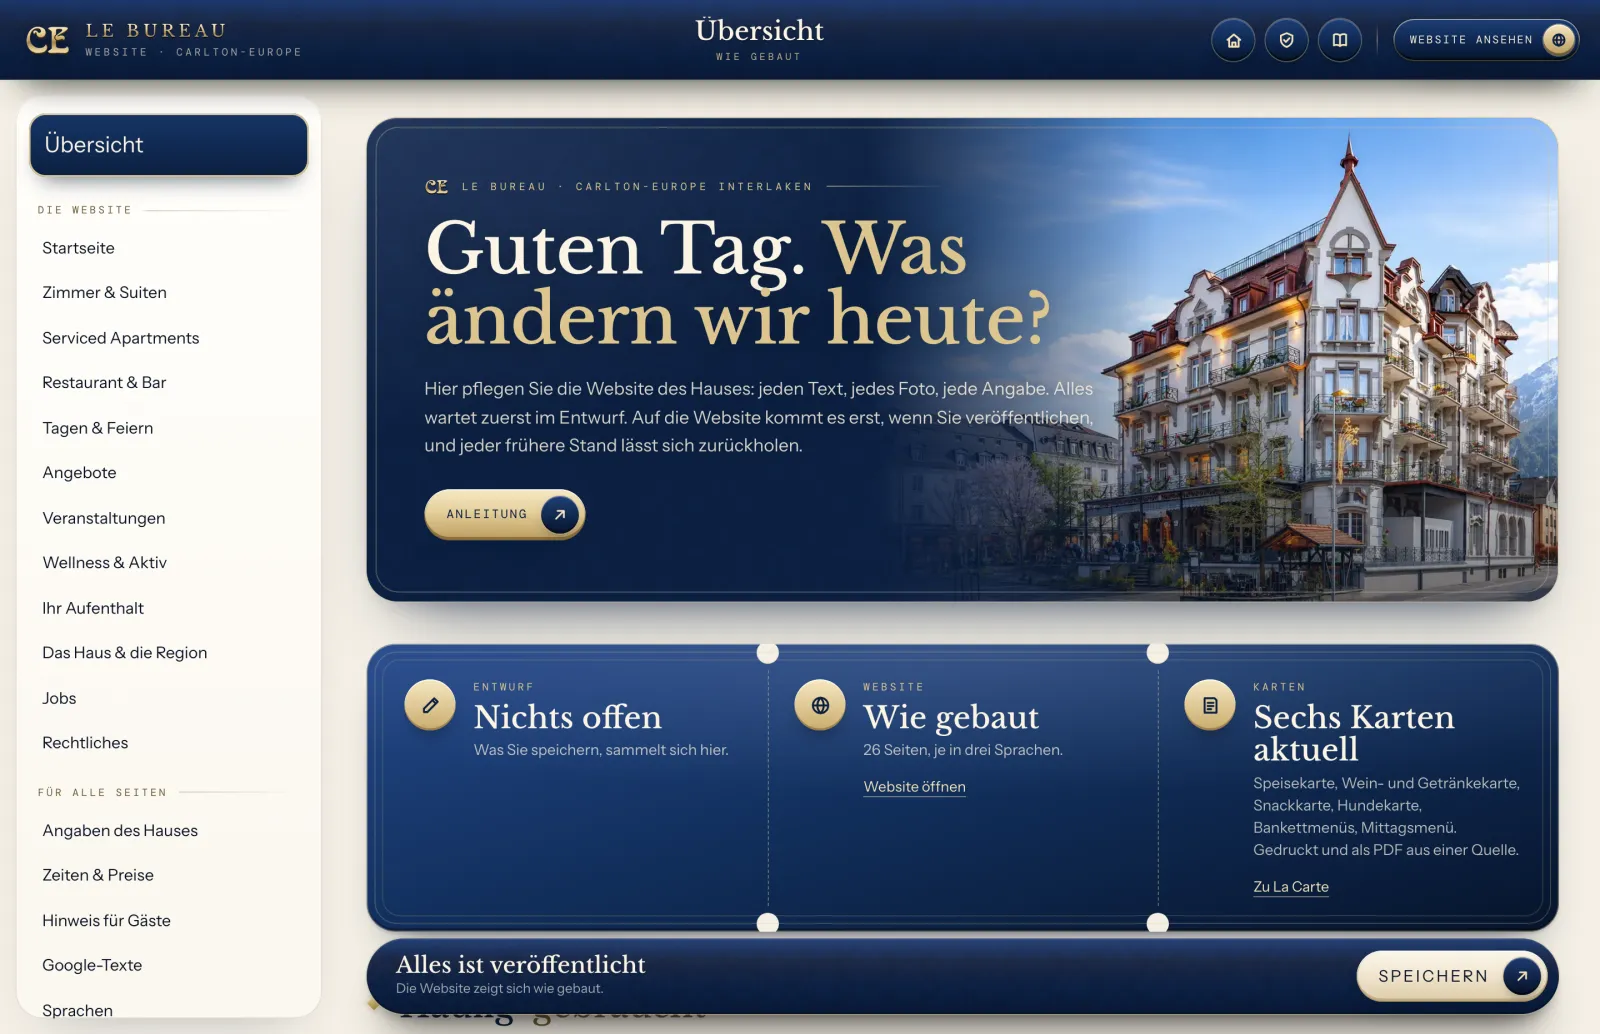 CE LE BUREAU
WEBSITE · CARLTON-EUROPE
Übersicht
WIE GEBAUT
WEBSITE ANSEHEN
Übersicht
DIE WEBSITE
Startseite
Zimmer & Suiten
Serviced Apartments
Restaurant & Bar
Tagen & Feiern
Angebote
Veranstaltungen
Wellness & Aktiv
Ihr Aufenthalt
Das Haus & die Region
Jobs
Rechtliches
FÜR ALLE SEITEN
Angaben des Hauses
Zeiten & Preise
Hinweis für Gäste
Google-Texte
Sprachen
CE LE BUREAU · CARLTON-EUROPE INTERLAKEN
Guten Tag. Was
ändern wir heute?
Hier pflegen Sie die Website des Hauses: jeden Text, jedes Foto, jede Angabe. Alles
wartet zuerst im Entwurf. Auf die Website kommt es erst, wenn Sie veröffentlichen,
und jeder frühere Stand lässt sich zurückholen.
ANLEITUNG
ENTWURF
Nichts offen
Was Sie speichern, sammelt sich hier.
WEBSITE
Wie gebaut
26 Seiten, je in drei Sprachen.
Website öffnen
KARTEN
Sechs Karten
aktuell
Speisekarte, Wein- und Getränkekarte,
Snackkarte, Hundekarte,
Bankettmenüs, Mittagsmenü.
Gedruckt und als PDF aus einer Quelle.
Zu La Carte
Alles ist veröffentlicht
Die Website zeigt sich wie gebaut.
SPEICHERN